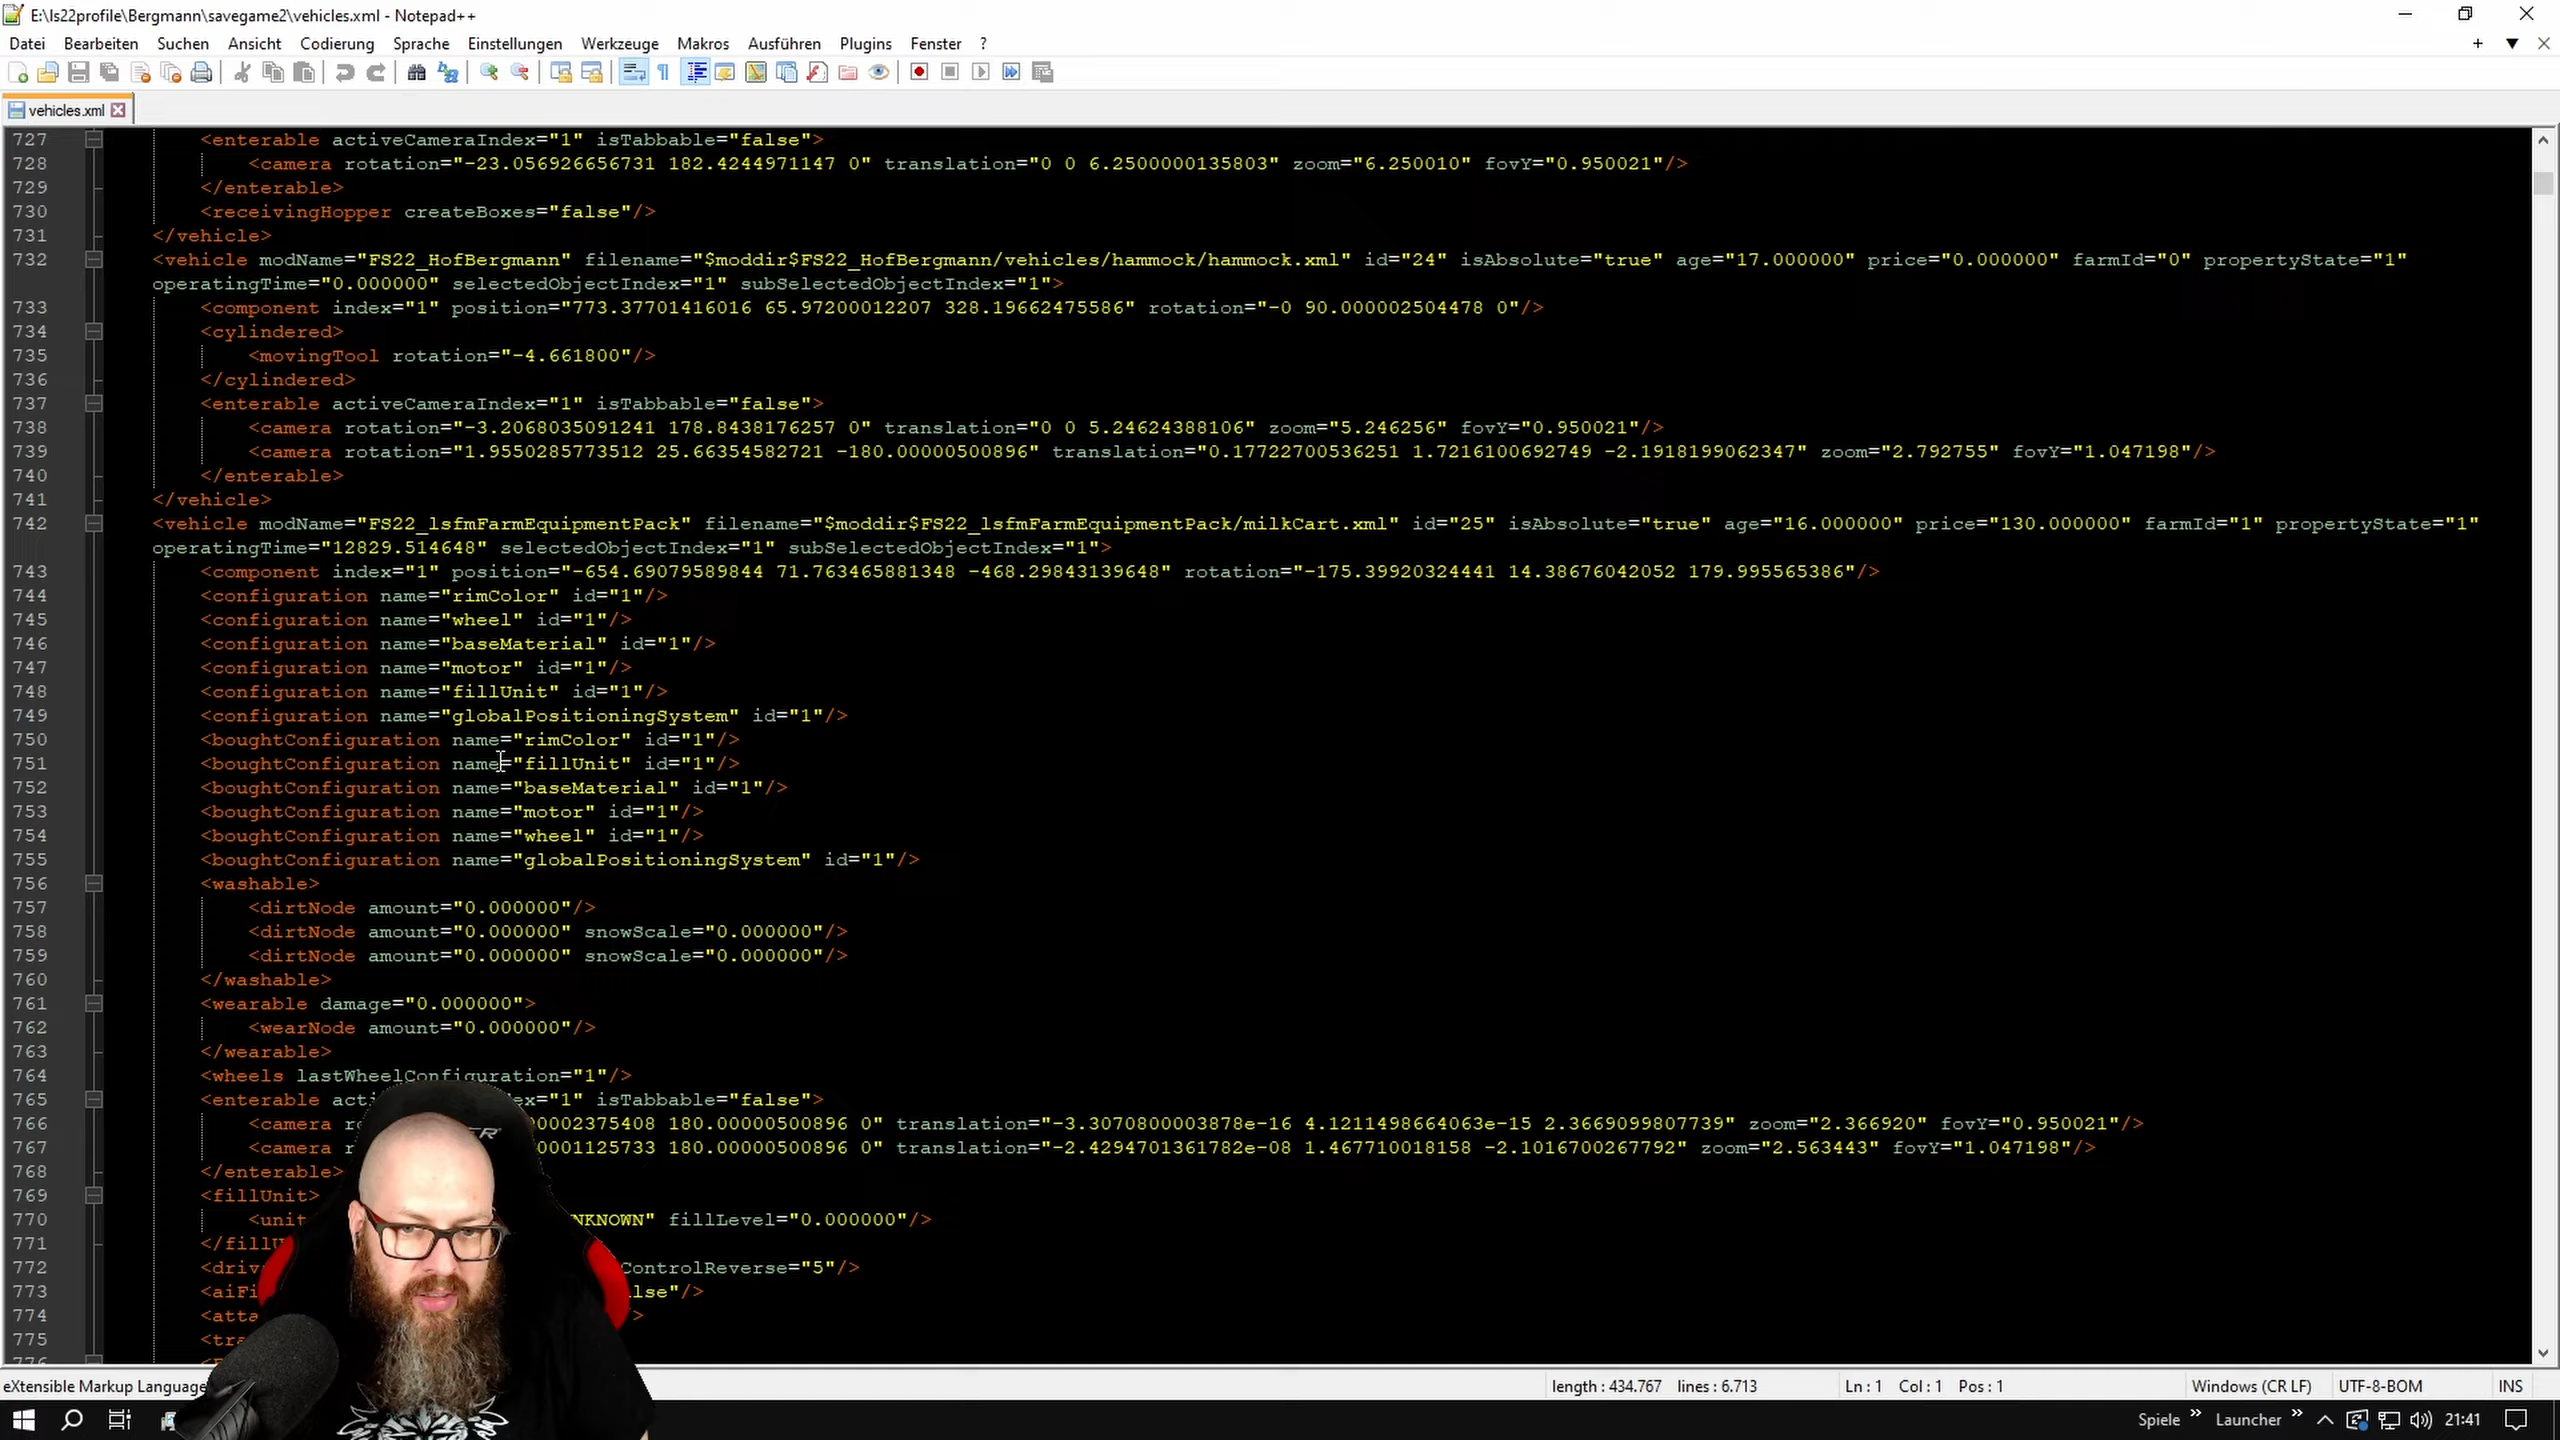 E:\ls22profile\Bergmann\savegame2\vehicles.xml - Notepad++
Datei Bearbeiten Suchen Ansicht Codierung Sprache Einstellungen Werkzeuge Makros Ausführen Plugins Fenster ?
vehicles.xml
727 <enterable activeCameraIndex="1" isTabbable="false">
728 <camera rotation="-23.056926656731 182.4244971147 0" translation="0 0 6.2500000135803" zoom="6.250010" fovY="0.950021"/>
729 </enterable>
730 <receivingHopper createBoxes="false"/>
731 </vehicle>
732 <vehicle modName="FS22_HofBergmann" filename="$moddir$FS22_HofBergmann/vehicles/hammock/hammock.xml" id="24" isAbsolute="true" age="17.000000" price="0.000000" farmId="0" propertyState="1"
operatingTime="0.000000" selectedObjectIndex="1" subSelectedObjectIndex="1">
733 <component index="1" position="773.37701416016 65.97200012207 328.19662475586" rotation="-0 90.000002504478 0"/>
734 <cylindered>
735 <movingTool rotation="-4.661800"/>
736 </cylindered>
737 <enterable activeCameraIndex="1" isTabbable="false">
738 <camera rotation="-3.2068035091241 178.8438176257 0" translation="0 0 5.24624388106" zoom="5.246256" fovY="0.950021"/>
739 <camera rotation="1.9550285773512 25.66354582721 -180.00000500896" translation="0.17722700536251 1.7216100692749 -2.1918199062347" zoom="2.792755" fovY="1.047198"/>
740 </enterable>
741 </vehicle>
742 <vehicle modName="FS22_lsfmFarmEquipmentPack" filename="$moddir$FS22_lsfmFarmEquipmentPack/milkCart.xml" id="25" isAbsolute="true" age="16.000000" price="130.000000" farmId="1" propertyState="1"
operatingTime="12829.514648" selectedObjectIndex="1" subSelectedObjectIndex="1">
743 <component index="1" position="-654.69079589844 71.763465881348 -468.29843139648" rotation="-175.39920324441 14.38676042052 179.995565386"/>
744 <configuration name="rimColor" id="1"/>
745 <configuration name="wheel" id="1"/>
746 <configuration name="baseMaterial" id="1"/>
747 <configuration name="motor" id="1"/>
748 <configuration name="fillUnit" id="1"/>
749 <configuration name="globalPositioningSystem" id="1"/>
750 <boughtConfiguration name="rimColor" id="1"/>
751 <boughtConfiguration name="fillUnit" id="1"/>
752 <boughtConfiguration name="baseMaterial" id="1"/>
753 <boughtConfiguration name="motor" id="1"/>
754 <boughtConfiguration name="wheel" id="1"/>
755 <boughtConfiguration name="globalPositioningSystem" id="1"/>
756 <washable>
757 <dirtNode amount="0.000000"/>
758 <dirtNode amount="0.000000" snowScale="0.000000"/>
759 <dirtNode amount="0.000000" snowScale="0.000000"/>
760 </washable>
761 <wearable damage="0.000000">
762 <wearNode amount="0.000000"/>
763 </wearable>
764 <wheels lastWheelConfiguration="1"/>
765 <enterable acti ndex="1" isTabbable="false">
766 <camera ro 00002375408 180.00000500896 0" translation="-3.3070800003878e-16 4.1211498664063e-15 2.3669099807739" zoom="2.366920" fovY="0.950021"/>
767 <camera r 0001125733 180.00000500896 0" translation="-2.4294701361782e-08 1.467710018158 -2.1016700267792" zoom="2.563443" fovY="1.047198"/>
768 </enterable>
769 <fillUnit>
770 <unit NKNOWN" fillLevel="0.000000"/>
771 </fillU
772 <driv ControlReverse="5"/>
773 <aiFi lse"/>
774 <atta >
775 <tra
776
eXtensible Markup Language length : 434.767 lines : 6.713 Ln : 1 Col : 1 Pos : 1 Windows (CR LF) UTF-8-BOM INS
Spiele » Launcher » 21:41